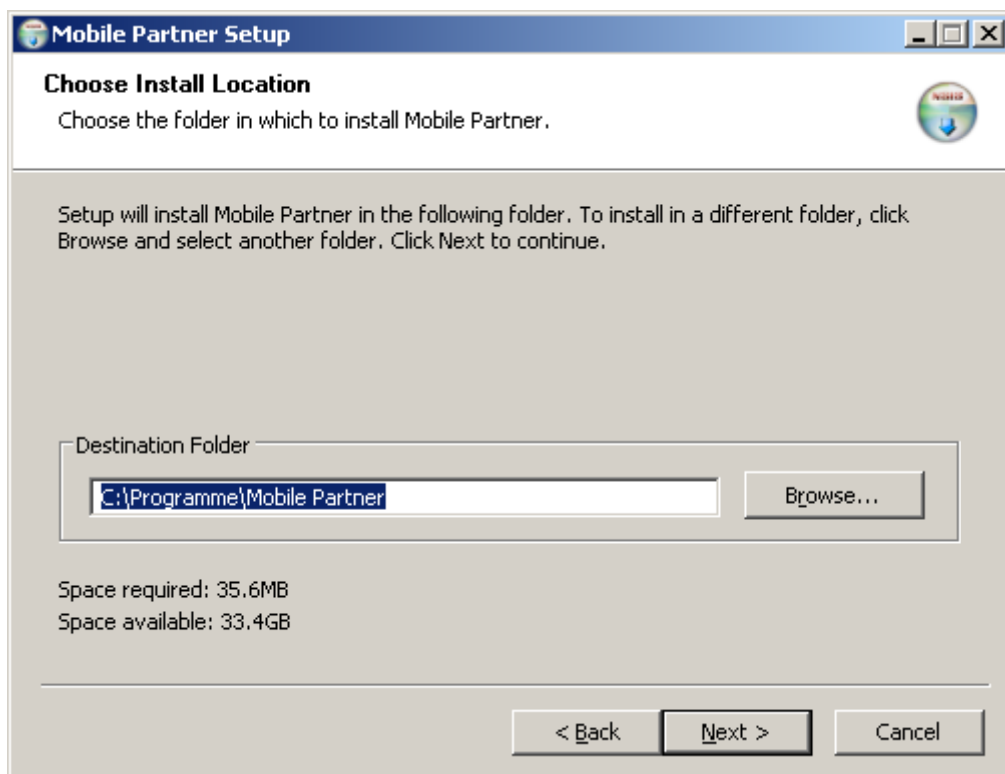 Mobile Partner Setup
Choose Install Location
Choose the folder in which to install Mobile Partner.
Setup will install Mobile Partner in the following folder. To install in a different folder, click
Browse and select another folder. Click Next to continue.
Destination Folder
C:\Programme\Mobile Partner
Browse...
Space required: 35.6MB
Space available: 33.4GB
< Back
Next >
Cancel